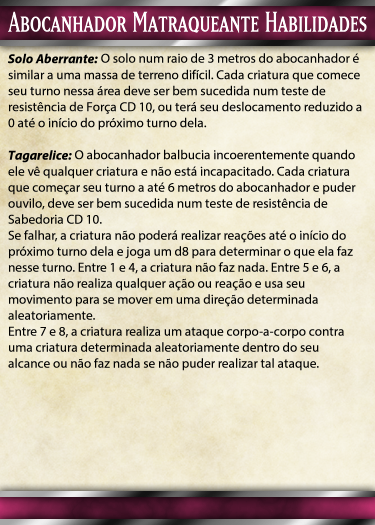 Abocanhador Matraqueante Habilidades
Solo Aberrante: O solo num raio de 3 metros do abocanhador é
similar a uma massa de terreno difícil. Cada criatura que comece
seu turno nessa área deve ser bem sucedida num teste de
resistência de Força CD 10, ou terá seu deslocamento reduzido a
0 até o início do próximo turno dela.
Tagarelice: O abocanhador balbucia incoerentemente quando
ele vê qualquer criatura e não está incapacitado. Cada criatura
que começar seu turno a até 6 metros do abocanhador e puder
ouvilo, deve ser bem sucedida num teste de resistência de
Sabedoria CD 10.
Se falhar, a criatura não poderá realizar reações até o início do
próximo turno dela e joga um d8 para determinar o que ela faz
nesse turno. Entre 1 e 4, a criatura não faz nada. Entre 5 e 6, a
criatura não realiza qualquer ação ou reação e usa seu
movimento para se mover em uma direção determinada
aleatoriamente.
Entre 7 e 8, a criatura realiza um ataque corpo-a-corpo contra
uma criatura determinada aleatoriamente dentro do seu
alcance ou não faz nada se não puder realizar tal ataque.